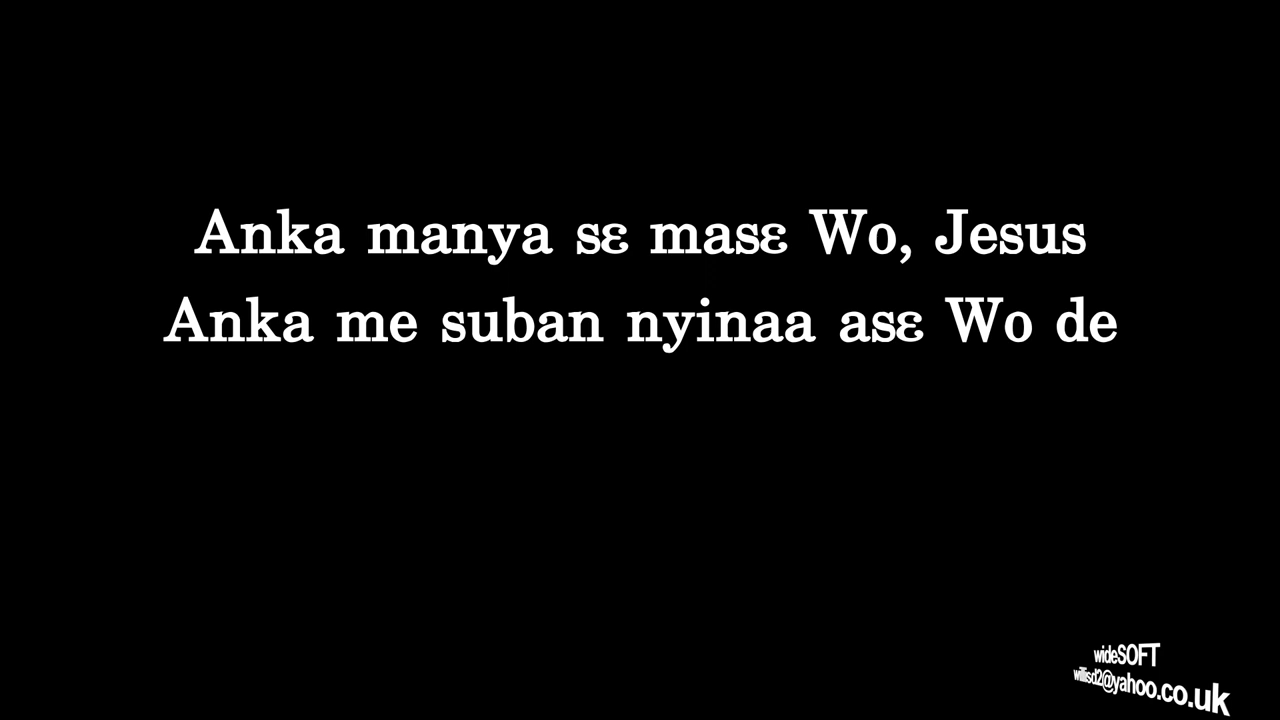 Anka manya sɛ masɛ Wo, Jesus
Anka me suban nyinaa asɛ Wo de
wideSOFT
willisd2@yahoo.co.uk